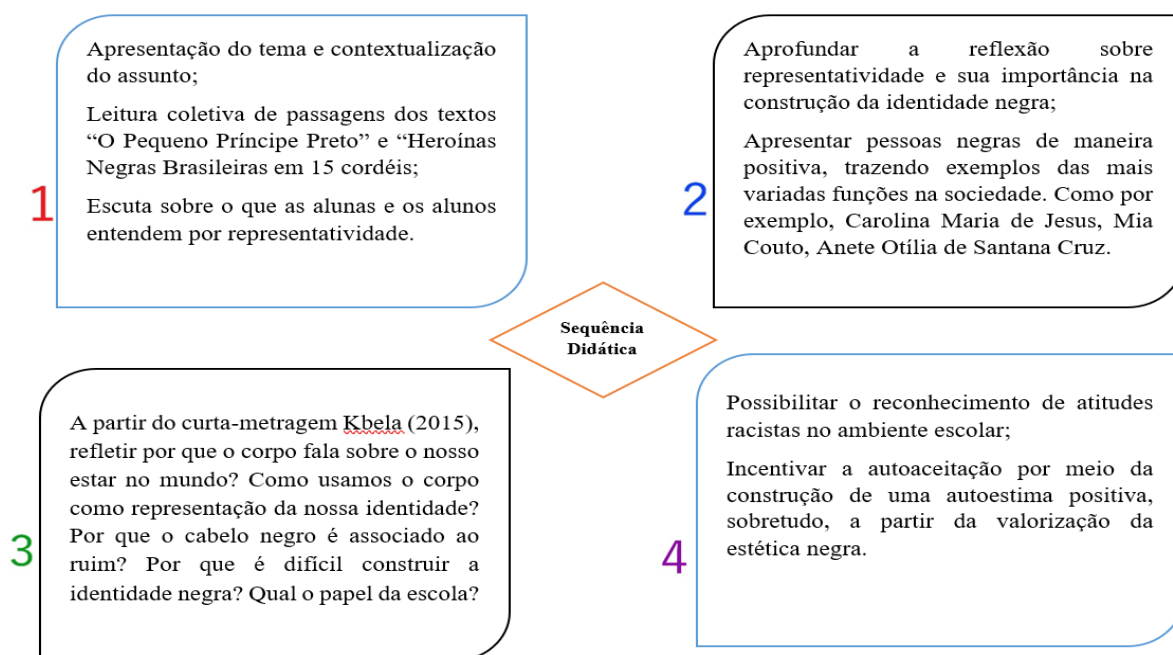 1
Apresentação do tema e contextualização
do assunto;
Leitura coletiva de passagens dos textos
“O Pequeno Príncipe Preto” e “Heroínas
Negras Brasileiras em 15 cordéis;
Escuta sobre o que as alunas e os alunos
entendem por representatividade.
2
Aprofundar a reflexão sobre
representatividade e sua importância na
construção da identidade negra;
Apresentar pessoas negras de maneira
positiva, trazendo exemplos das mais
variadas funções na sociedade. Como por
exemplo, Carolina Maria de Jesus, Mia
Couto, Anete Otília de Santana Cruz.
Sequência
Didática
3
A partir do curta-metragem Kbela (2015),
refletir por que o corpo fala sobre o nosso
estar no mundo? Como usamos o corpo
como representação da nossa identidade?
Por que o cabelo negro é associado ao
ruim? Por que é difícil construir a
identidade negra? Qual o papel da escola?
4
Possibilitar o reconhecimento de atitudes
racistas no ambiente escolar;
Incentivar a autoaceitação por meio da
construção de uma autoestima positiva,
sobretudo, a partir da valorização da
estética negra.